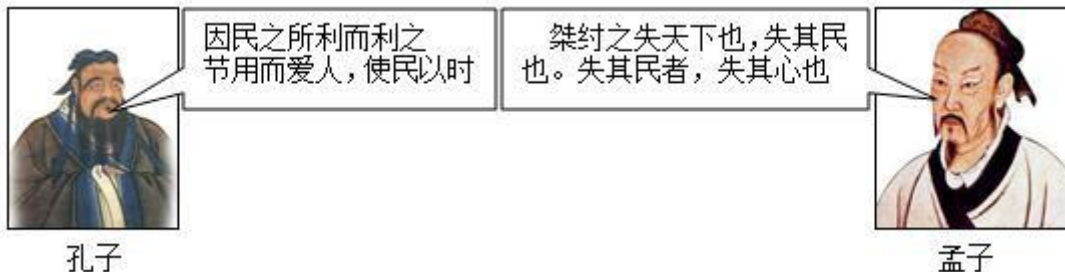 因民之所利而利之
节用而爱人，使民以时
桀纣之失天下也，失其民
也。失其民者，失其心也
孔子
孟子